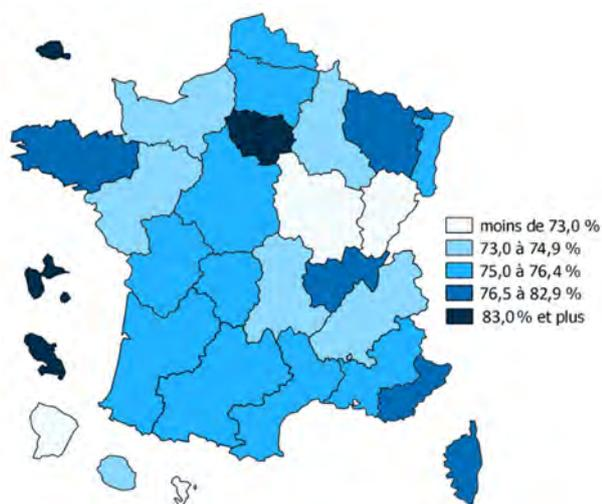 moins de 73,0 %
73,0 à 74,9 %
75,0 à 76,4 %
76,5 à 82,9 %
83,0 % et plus